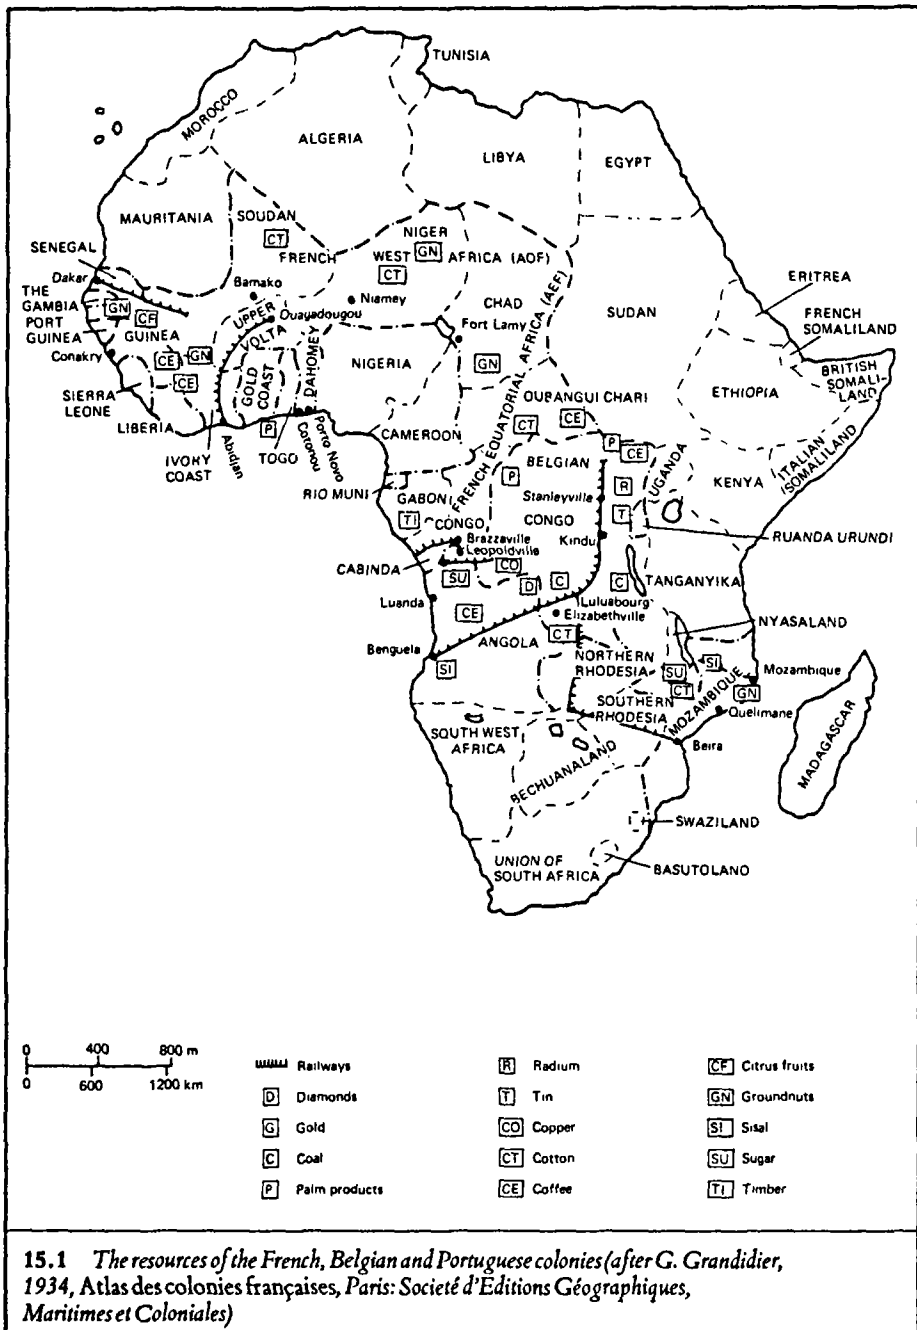 TUNISIA
MOROCCO
ALGERIA
LIBYA
EGYPT
MAURITANIA
SOUDAN
CT
FRENCH
NIGER
GN
WEST
CT
AFRICA (AOF)
SENEGAL
Dakar
THE
GAMBIA
PORT
GUINEA
GN
CF
GUINEA
Bamako
UPPER
VOLTA
Ouayadougou
Niamey
CHAD
Fort Lamy
SUDAN
ERITREA
FRENCH
SOMALILAND
BRITISH
SOMALI-
LAND
Conakry
CE
GN
CE
SIERRA
LEONE
LIBERIA
GOLD
COAST
DAHOMEY
NIGERIA
GN
FRENCH EQUATORIAL AFRICA (AEF)
ETHIOPIA
ITALIAN
SOMALILAND
IVORY
COAST
Abidjan
P
TOGO
Cotonou
Porto Novo
CAMEROON
OUBANGUI CHARI
CT
CE
P
CE
RIO MUNI
GABON
TI
CONGO
BELGIAN
P
Stanleyville
R
UGANDA
KENYA
CONGO
T
Kindu
RUANDA URUNDI
Brazzaville
Leopoldville
CABINDA
SU
CO
D
C
C
TANGANYIKA
Luanda
CE
Luluabourg
Elizabethville
NYASALAND
Benguela
ANGOLA
CT
SI
NORTHERN
RHODESIA
SU
SI
CT
Mozambique
GN
MOZAMBIQUE
Quelimane
SOUTHERN
RHODESIA
Beira
MADAGASCAR
SOUTH WEST
AFRICA
BECHUANALAND
SWAZILAND
UNION OF
SOUTH AFRICA
BASUTOLANO
0 400 800 m
0 600 1200 km
Railways
D Diamonds
G Gold
C Coal
P Palm products
R Radium
T Tin
CO Copper
CT Cotton
CE Coffee
CF Citrus fruits
GN Groundnuts
SI Sisal
SU Sugar
TI Timber
15.1 The resources of the French, Belgian and Portuguese colonies (after G. Grandidier,
1934, Atlas des colonies françaises, Paris: Societé d'Editions Géographiques,
Maritimes et Coloniales)